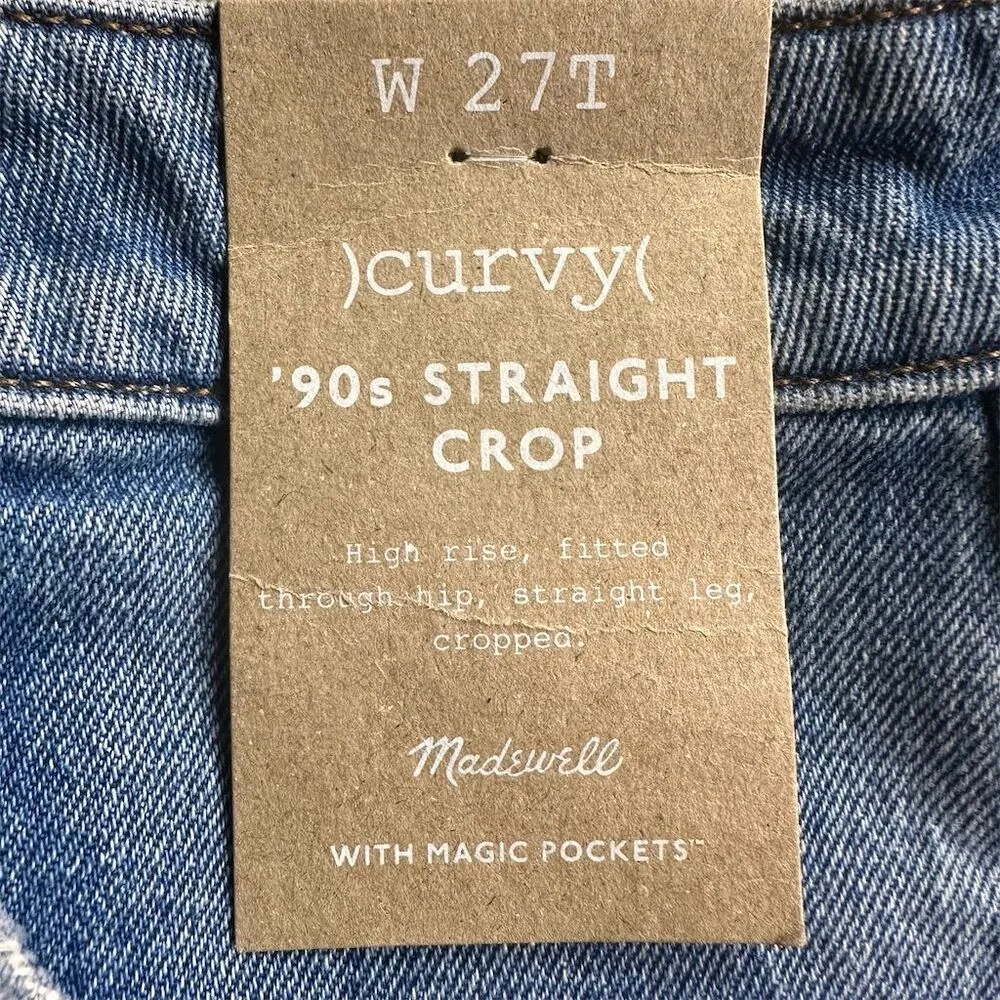 W 27T
)curvy(
’90s STRAIGHT
CROP
High rise, fitted
through hip, straight leg,
cropped.
Madewell
WITH MAGIC POCKETS™